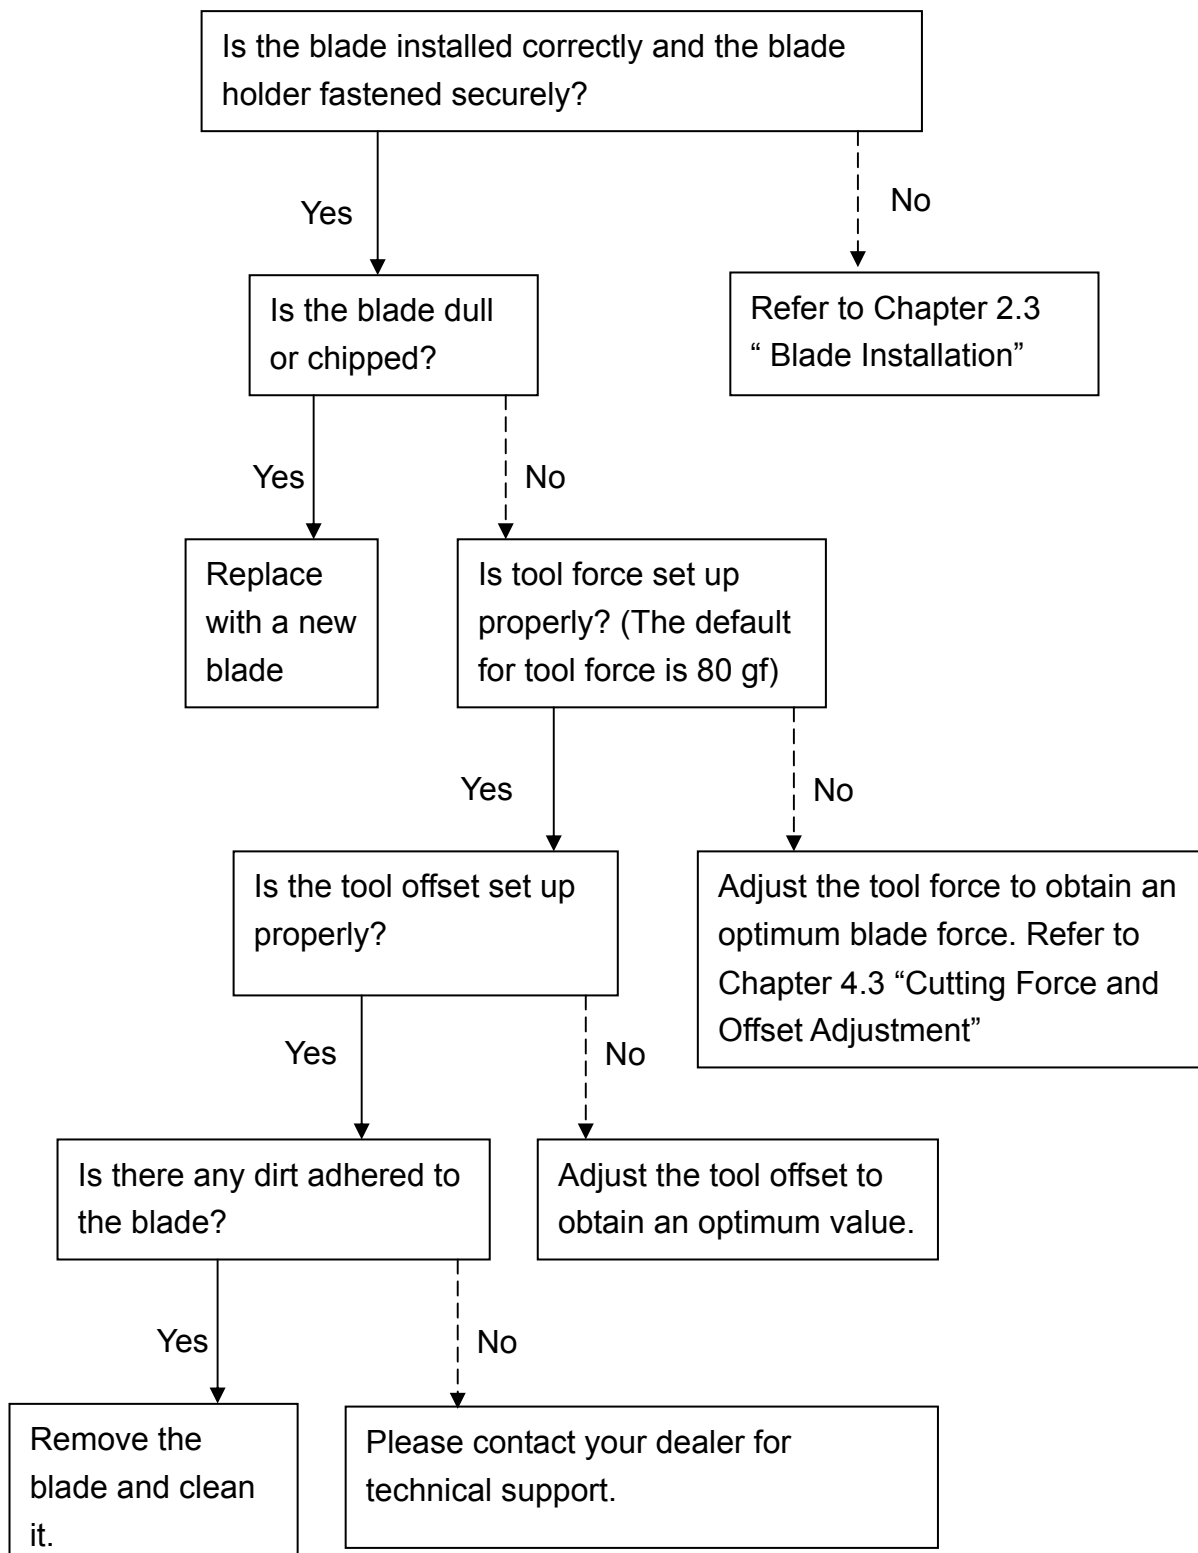 Is the blade installed correctly and the blade
holder fastened securely?
Yes
No
Is the blade dull
or chipped?
Refer to Chapter 2.3
“ Blade Installation”
Yes
No
Replace
with a new
blade
Is tool force set up
properly? (The default
for tool force is 80 gf)
Yes
No
Is the tool offset set up
properly?
Adjust the tool force to obtain an
optimum blade force. Refer to
Chapter 4.3 “Cutting Force and
Offset Adjustment”
Yes
No
Is there any dirt adhered to
the blade?
Adjust the tool offset to
obtain an optimum value.
Yes
No
Remove the
blade and clean
it.
Please contact your dealer for
technical support.